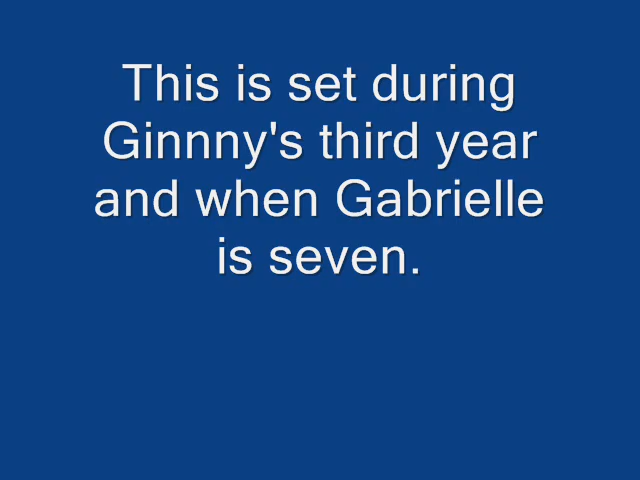 This is set during
Ginnny's third year
and when Gabrielle
is seven.